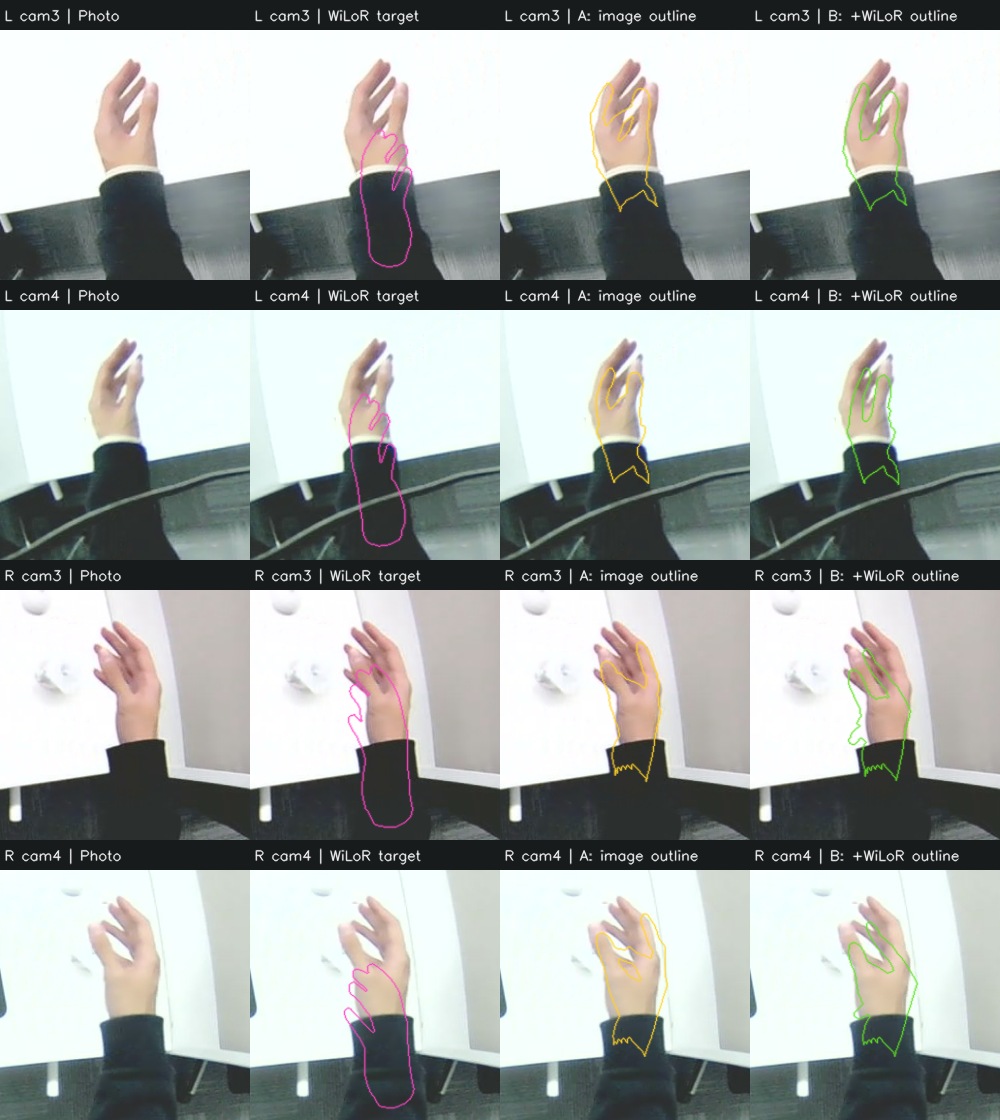 L cam3 | Photo
L cam3 | WiLoR target
L cam3 | A: image outline
L cam3 | B: +WiLoR outline
L cam4 | Photo
L cam4 | WiLoR target
L cam4 | A: image outline
L cam4 | B: +WiLoR outline
R cam3 | Photo
R cam3 | WiLoR target
R cam3 | A: image outline
R cam3 | B: +WiLoR outline
R cam4 | Photo
R cam4 | WiLoR target
R cam4 | A: image outline
R cam4 | B: +WiLoR outline